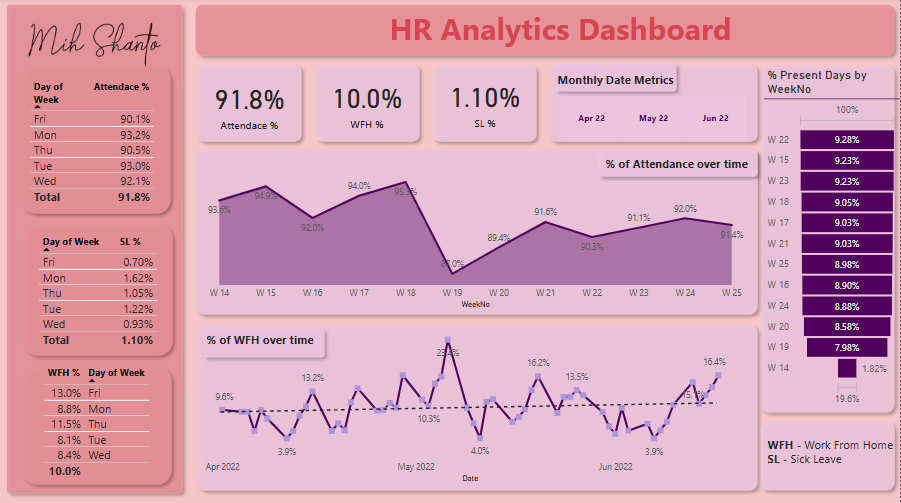 Mih Shanto
HR Analytics Dashboard
Day of Week Attendace %
Fri 90.1%
Mon 93.2%
Thu 90.5%
Tue 93.0%
Wed 92.1%
Total 91.8%
Day of Week SL %
Fri 0.70%
Mon 1.62%
Thu 1.05%
Tue 1.22%
Wed 0.93%
Total 1.10%
WFH % Day of Week
13.0% Fri
8.8% Mon
11.5% Thu
8.1% Tue
8.4% Wed
10.0%
91.8%
Attendace %
10.0%
WFH %
1.10%
SL %
Monthly Date Metrics
Apr 22 May 22 Jun 22
% of Attendance over time
93.6% 94.9% 92.0% 94.0% 87.0% 89.4% 91.6% 90.3% 91.1% 92.0% 91.4%
W 14 W 15 W 16 W 17 W 18 W 19 W 20 W 21 W 22 W 23 W 24 W 25
WeekNo
% of WFH over time
9.6% 3.9% 13.2% 10.3% 4.0% 16.2% 13.5% 3.9% 16.4%
Apr 2022 May 2022 Jun 2022
Date
% Present Days by
WeekNo
100%
W 22 9.28%
W 15 9.23%
W 23 9.23%
W 18 9.05%
W 17 9.03%
W 21 9.03%
W 25 8.98%
W 16 8.90%
W 24 8.88%
W 20 8.58%
W 19 7.98%
W 14 1.82%
19.6%
WFH - Work From Home
SL - Sick Leave